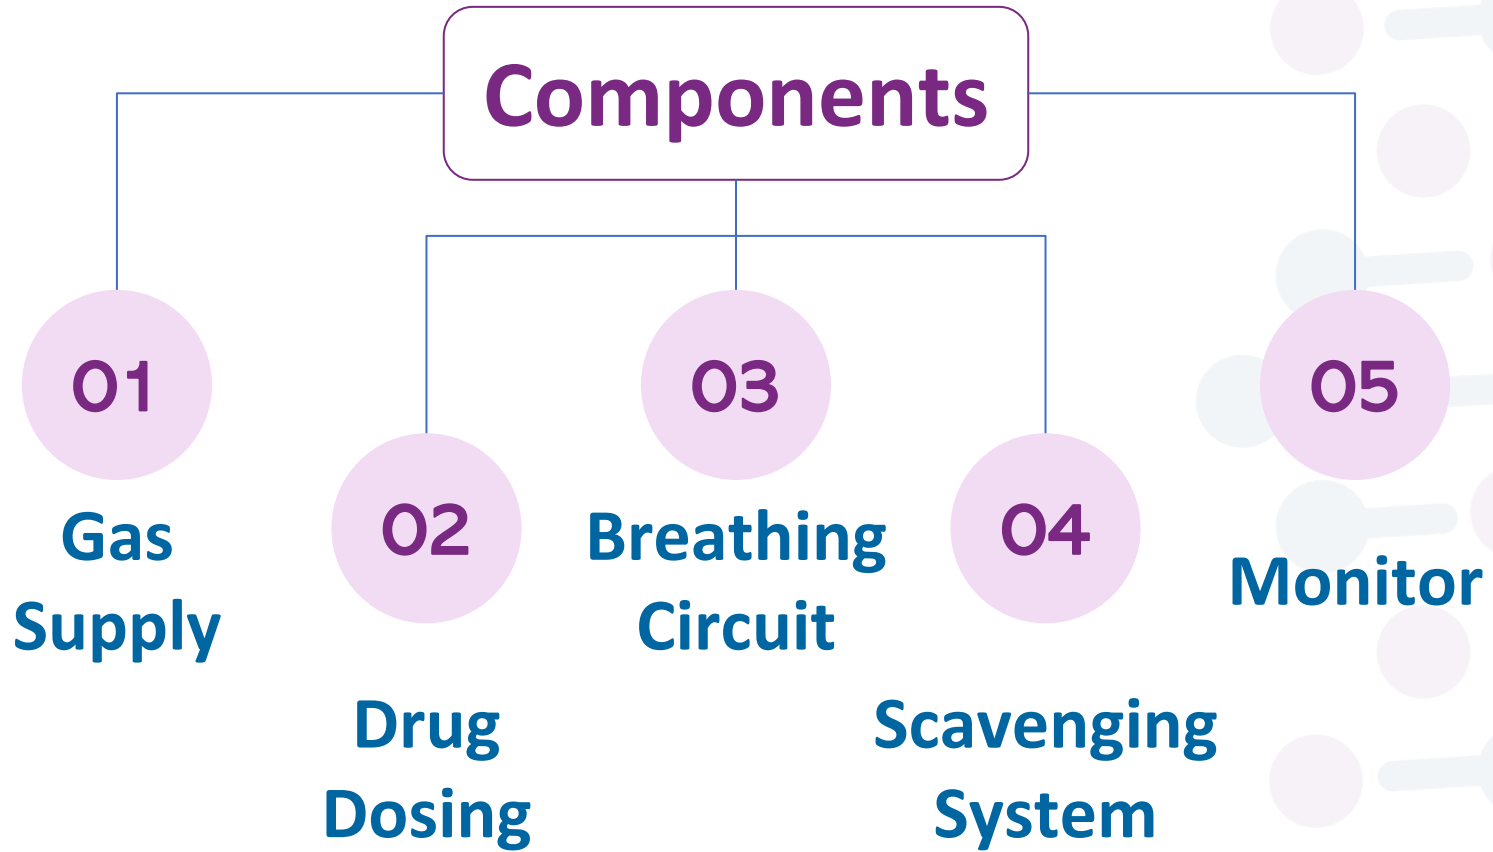 Components
01
Gas
Supply
02
Drug
Dosing
03
Breathing
Circuit
04
Scavenging
System
05
Monitor